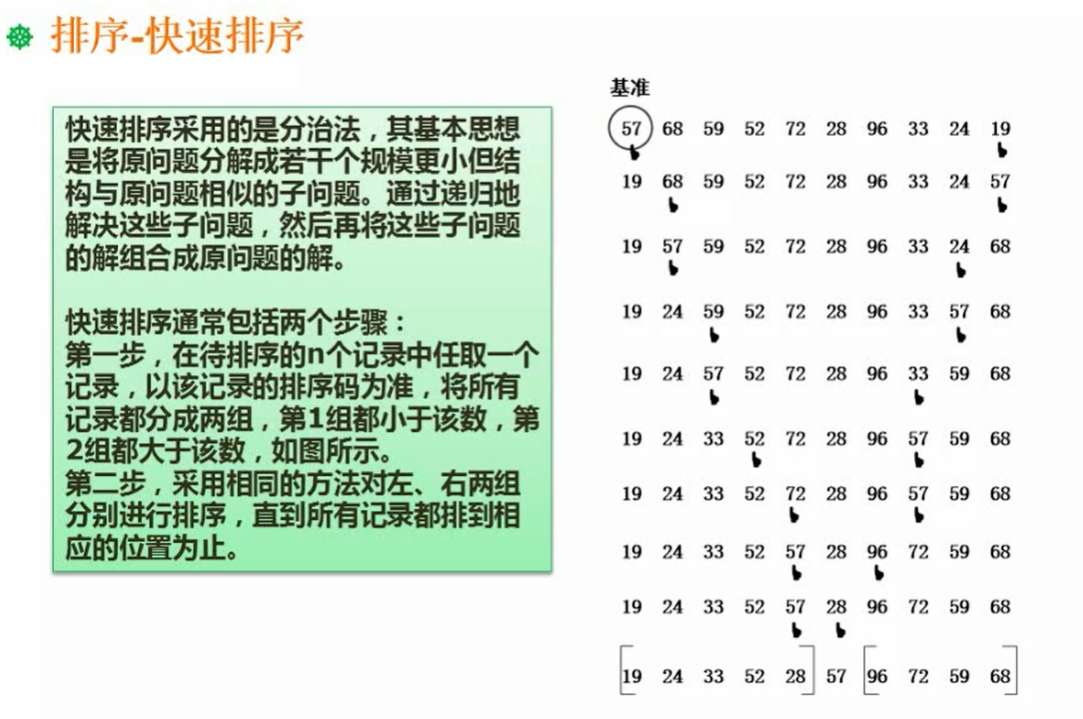 排序-快速排序
快速排序采用的是分治法，其基本思想
是将原问题分解成若干个规模更小但结
构与原问题相似的子问题。通过递归地
解决这些子问题，然后再将这些子问题
的解组合成原问题的解。
快速排序通常包括两个步骤：
第一步，在待排序的n个记录中任取一个
记录，以该记录的排序码为准，将所有
记录都分成两组，第1组都小于该数，第
2组都大于该数，如图所示。
第二步，采用相同的方法对左、右两组
分别进行排序，直到所有记录都排到相
应的位置为止。
基准
57 68 59 52 72 28 96 33 24 19
19 68 59 52 72 28 96 33 24 57
19 57 59 52 72 28 96 33 24 68
19 24 59 52 72 28 96 33 57 68
19 24 57 52 72 28 96 33 59 68
19 24 33 52 72 28 96 57 59 68
19 24 33 52 72 28 96 57 59 68
19 24 33 52 57 28 96 72 59 68
19 24 33 52 57 28 96 72 59 68
[19 24 33 52 28] 57 [96 72 59 68]